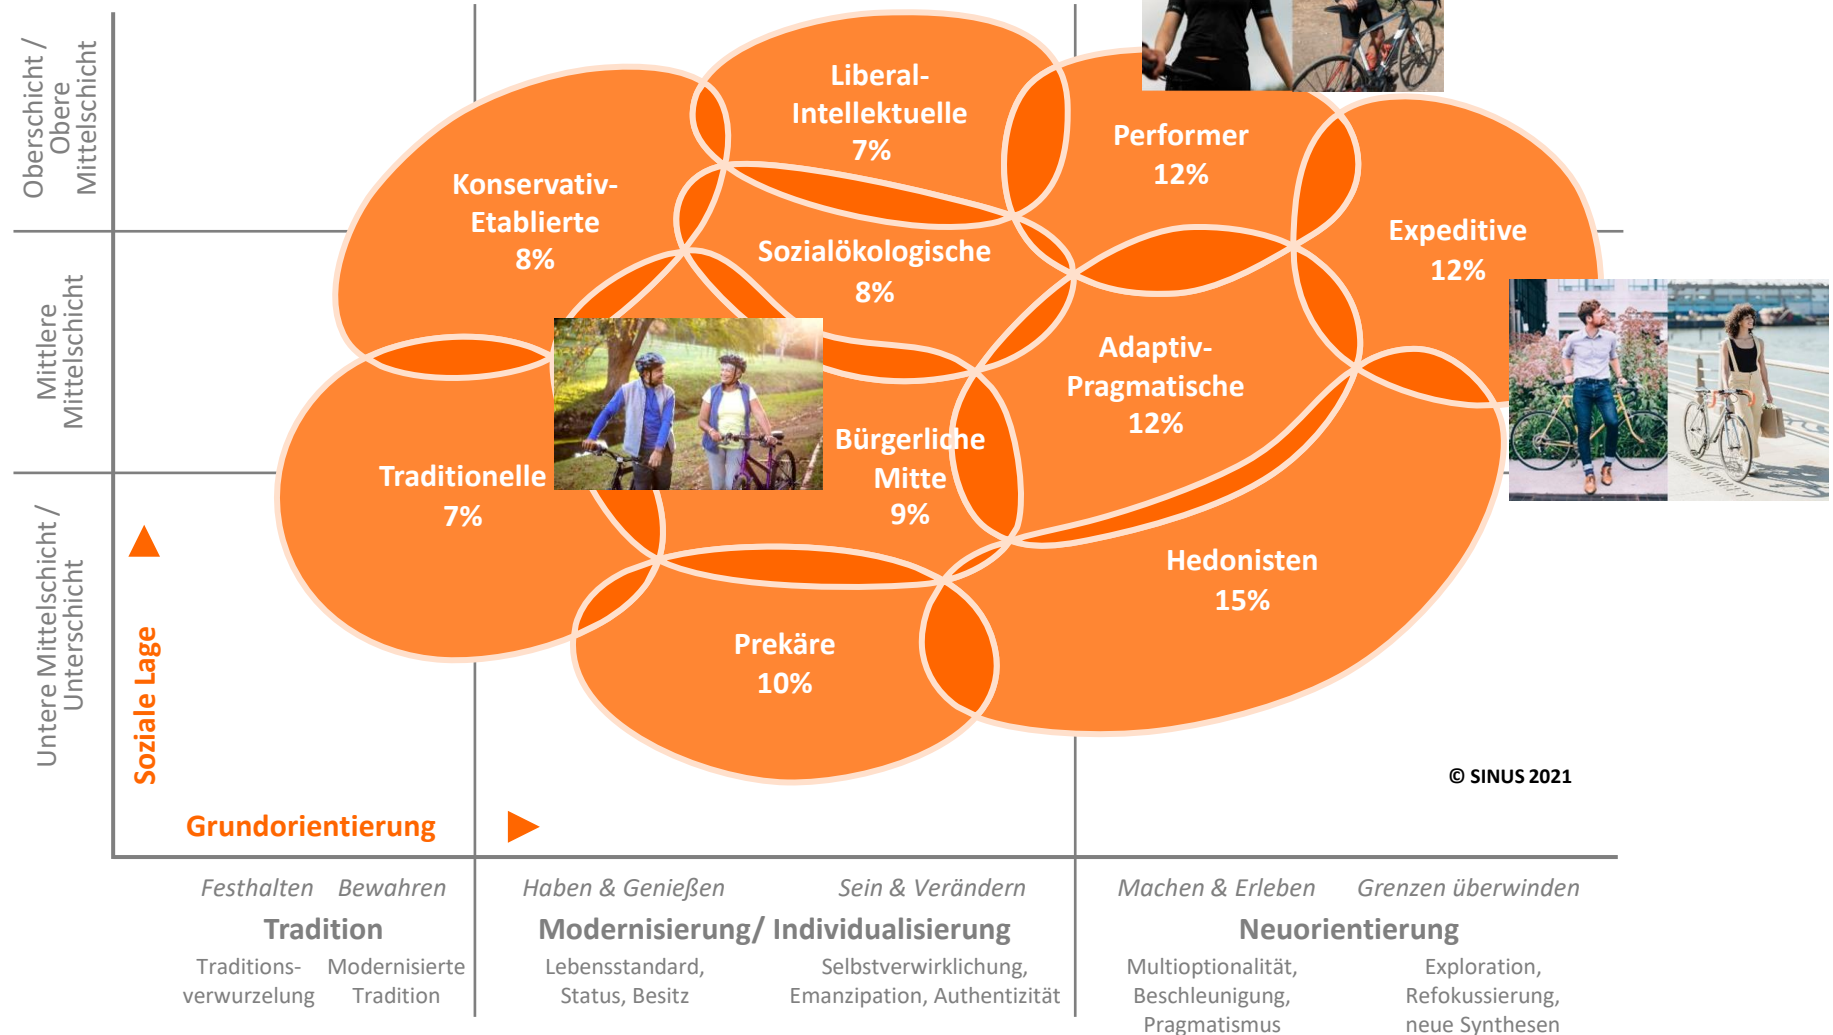 Oberschicht /
Obere
Mittelschicht
Mittlere
Mittelschicht
Untere Mittelschicht /
Unterschicht
Soziale Lage
Liberal-
Intellektuelle
7%
Performer
12%
Konservativ-
Etablierte
8%
Sozialökologische
8%
Expeditive
12%
Adaptiv-
Pragmatische
12%
Bürgerliche
Mitte
9%
Traditionelle
7%
Hedonisten
15%
Prekäre
10%
© SINUS 2021
Grundorientierung
Festhalten Bewahren
Tradition
Traditions-
verwurzelung
Modernisierte
Tradition
Haben & Genießen
Sein & Verändern
Modernisierung/ Individualisierung
Lebensstandard,
Status, Besitz
Selbstverwirklichung,
Emanzipation, Authentizität
Machen & Erleben
Grenzen überwinden
Neuorientierung
Multioptionalität,
Beschleunigung,
Pragmatismus
Exploration,
Refokussierung,
neue Synthesen